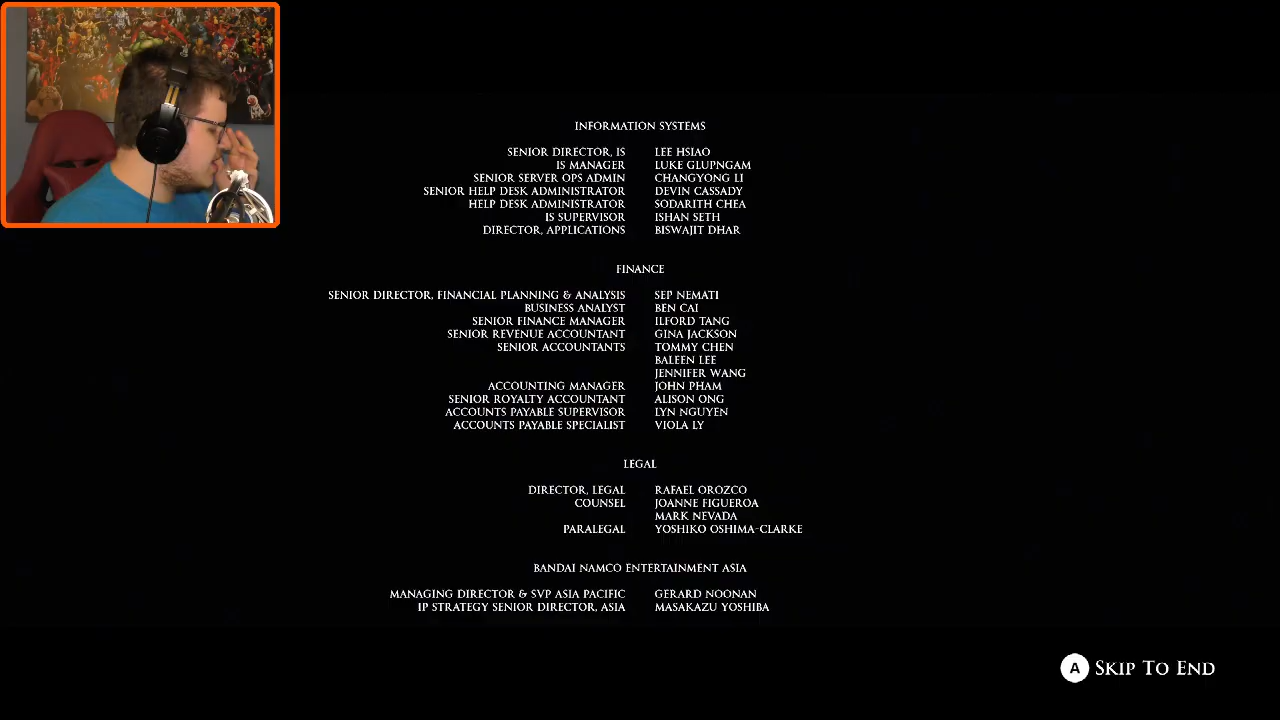 INFORMATION SYSTEMS
SENIOR DIRECTOR, IS LEE HSIAO
IS MANAGER LUKE GLUPNGAM
SENIOR SERVER OPS ADMIN CHANGYONG LI
SENIOR HELP DESK ADMINISTRATOR DEVIN CASSADY
HELP DESK ADMINISTRATOR SODARITH CHEA
IS SUPERVISOR ISHAN SETH
DIRECTOR, APPLICATIONS BISWAJIT DHAR
FINANCE
SENIOR DIRECTOR, FINANCIAL PLANNING & ANALYSIS SEP NEMATI
BUSINESS ANALYST BEN CAI
SENIOR FINANCE MANAGER ILFORD TANG
SENIOR REVENUE ACCOUNTANT GINA JACKSON
SENIOR ACCOUNTANTS TOMMY CHEN
BALEEN LEE
JENNIFER WANG
ACCOUNTING MANAGER JOHN PHAM
SENIOR ROYALTY ACCOUNTANT ALISON ONG
ACCOUNTS PAYABLE SUPERVISOR LYN NGUYEN
ACCOUNTS PAYABLE SPECIALIST VIOLA LY
LEGAL
DIRECTOR, LEGAL RAFAEL OROZCO
COUNSEL JOANNE FIGUEROA
MARK NEVADA
PARALEGAL YOSHIKO OSHIMA-CLARKE
BANDAI NAMCO ENTERTAINMENT ASIA
MANAGING DIRECTOR & SVP ASIA PACIFIC GERARD NOONAN
IP STRATEGY SENIOR DIRECTOR, ASIA MASAKAZU YOSHIBA
A SKIP TO END